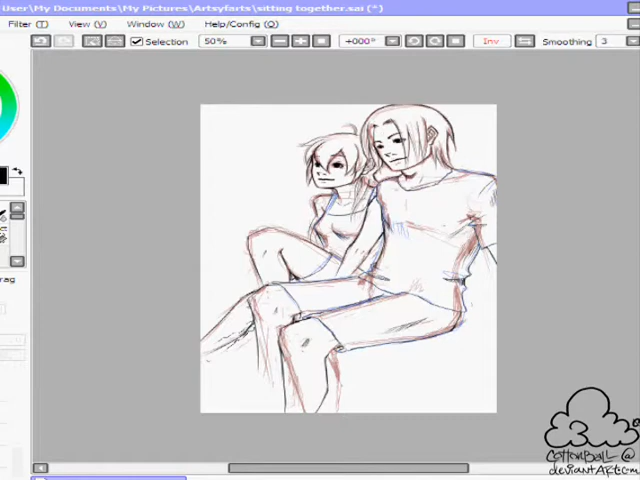 User\My Documents\My Pictures\Artsyfarts\sitting together.sai (*)
Filter (I) View (V) Window (W) Help/Config (Q)
Selection 50% +000° Inv Smoothing 3
rag
CottonBall @
deviantART.com